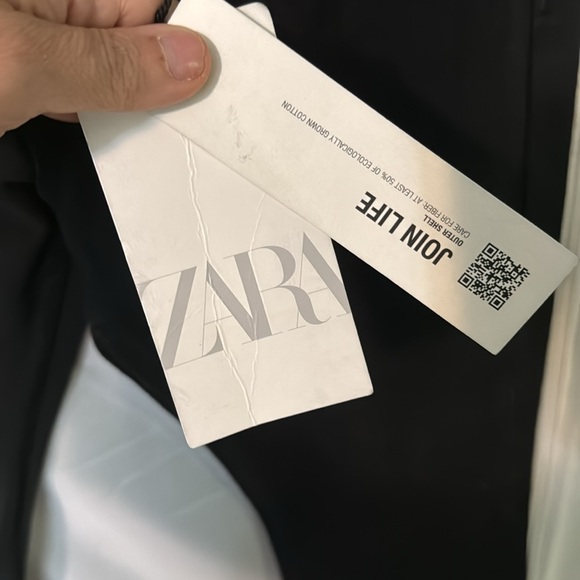 ZARA
JOIN LIFE
OUTER SHELL
CARE FOR FIBER: AT LEAST 50% OF ECOLOGICALLY GROWN COTTON